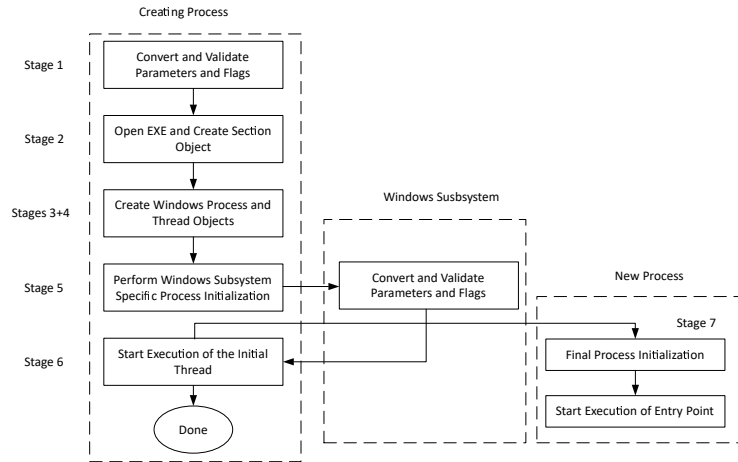 Creating Process
Stage 1
Convert and Validate
Parameters and Flags
Stage 2
Open EXE and Create Section
Object
Stages 3+4
Create Windows Process and
Thread Objects
Windows Susbsystem
Stage 5
Perform Windows Subsystem
Specific Process Initialization
Convert and Validate
Parameters and Flags
New Process
Stage 7
Stage 6
Start Execution of the Initial
Thread
Final Process Initialization
Done
Start Execution of Entry Point